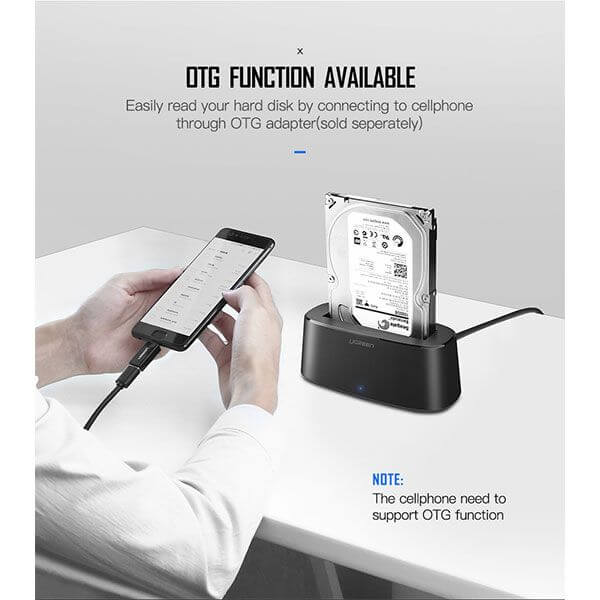 x
OTG FUNCTION AVAILABLE
Easily read your hard disk by connecting to cellphone
through OTG adapter(sold seperately)
Seagate
UGREEN
NOTE:
The cellphone need to
support OTG function